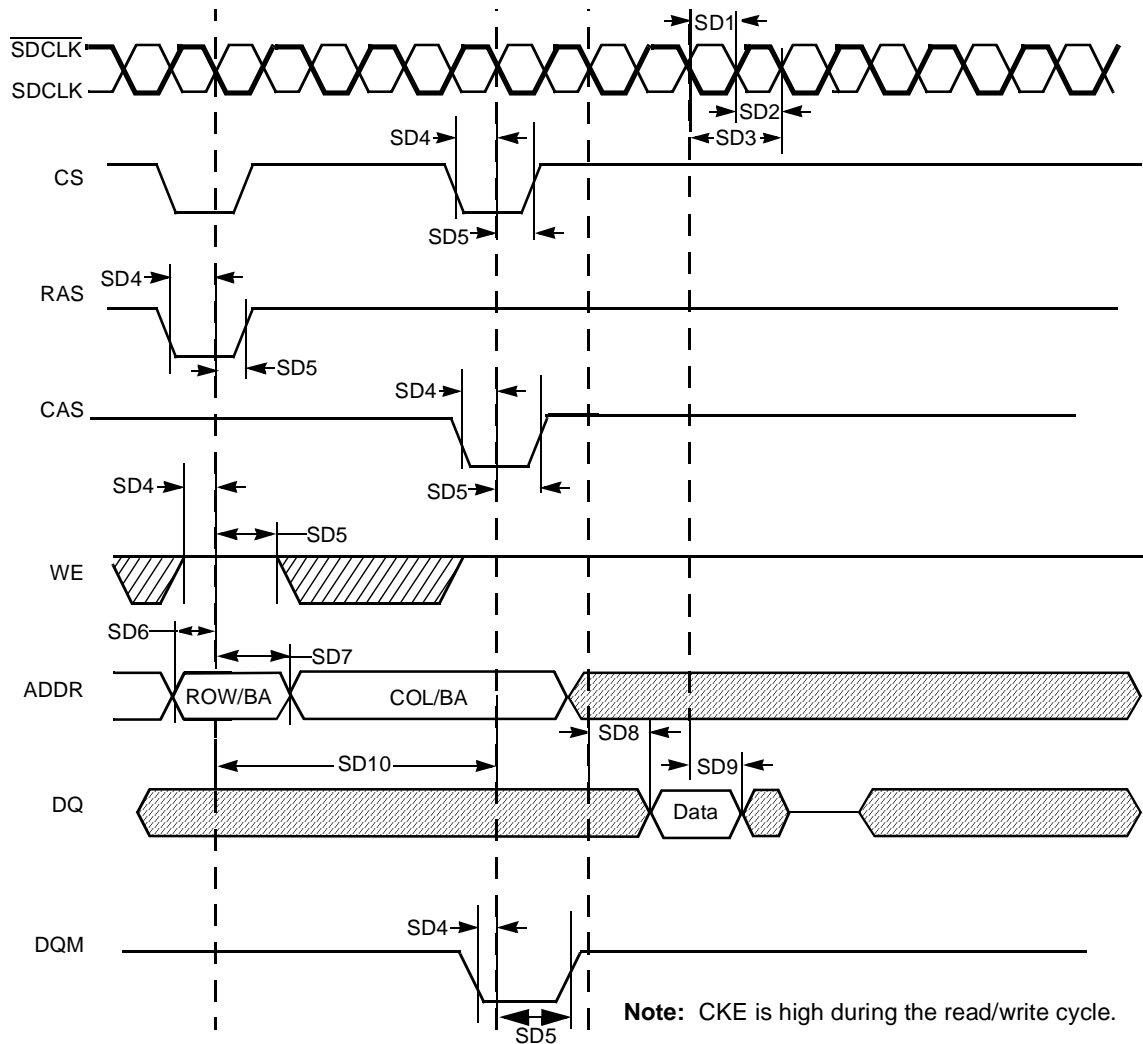 SD1
SDCLK
SDCLK
SD2
SD4
SD3
CS
SD5
SD4
RAS
SD5
SD4
CAS
SD4
SD5
SD5
WE
SD6
SD7
ADDR
ROW/BA
COL/BA
SD8
SD10
SD9
DQ
Data
SD4
DQM
Note: CKE is high during the read/write cycle.
SD5